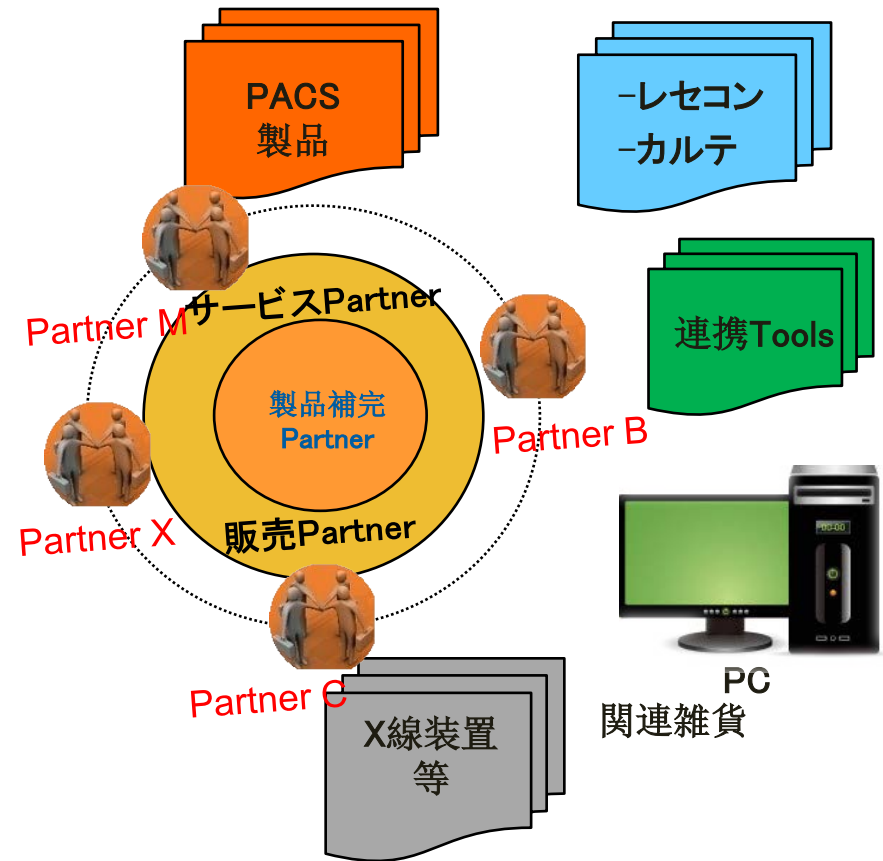 PACS
製品
-レセコン
-カルテ
サービスPartner
Partner M
連携Tools
製品補完
Partner
Partner B
販売Partner
Partner X
00-00
PC
関連雑貨
Partner C
X線装置
等